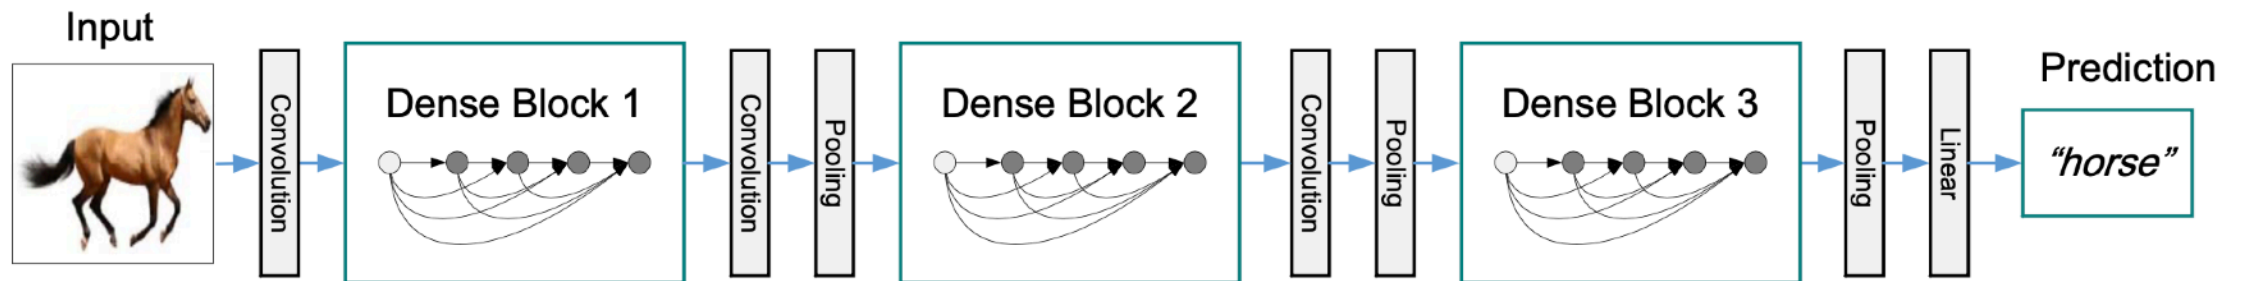 Input
Convolution
Dense Block 1
Convolution
Pooling
Dense Block 2
Convolution
Pooling
Dense Block 3
Pooling
Linear
Prediction
“horse”